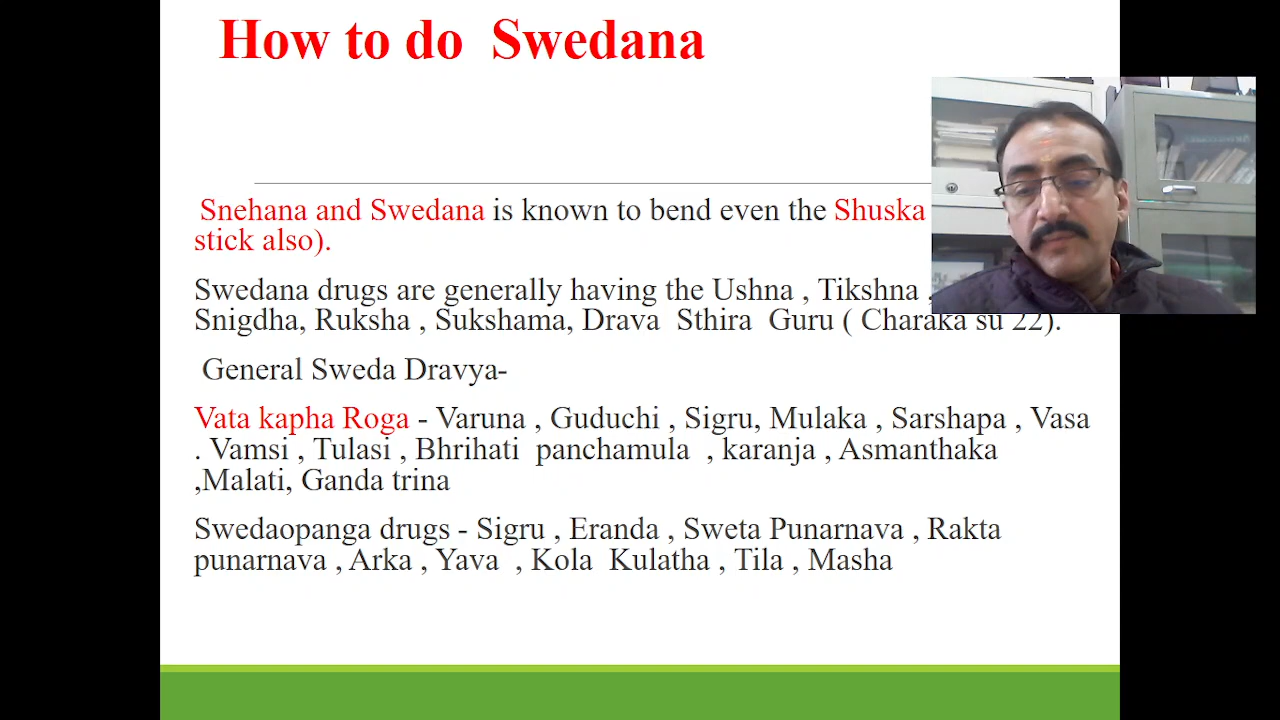 How to do Swedana
Snehana and Swedana is known to bend even the Shuska
stick also).
Swedana drugs are generally having the Ushna , Tikshna ,
Snigdha, Ruksha , Sukshama, Drava Sthira Guru ( Charaka su 22).
General Sweda Dravya-
Vata kapha Roga - Varuna , Guduchi , Sigru, Mulaka , Sarshapa , Vasa
. Vamsi , Tulasi , Bhrihati panchamula , karanja , Asmanthaka
,Malati, Ganda trina
Swedaopanga drugs - Sigru , Eranda , Sweta Punarnava , Rakta
punarnava , Arka , Yava , Kola Kulatha , Tila , Masha